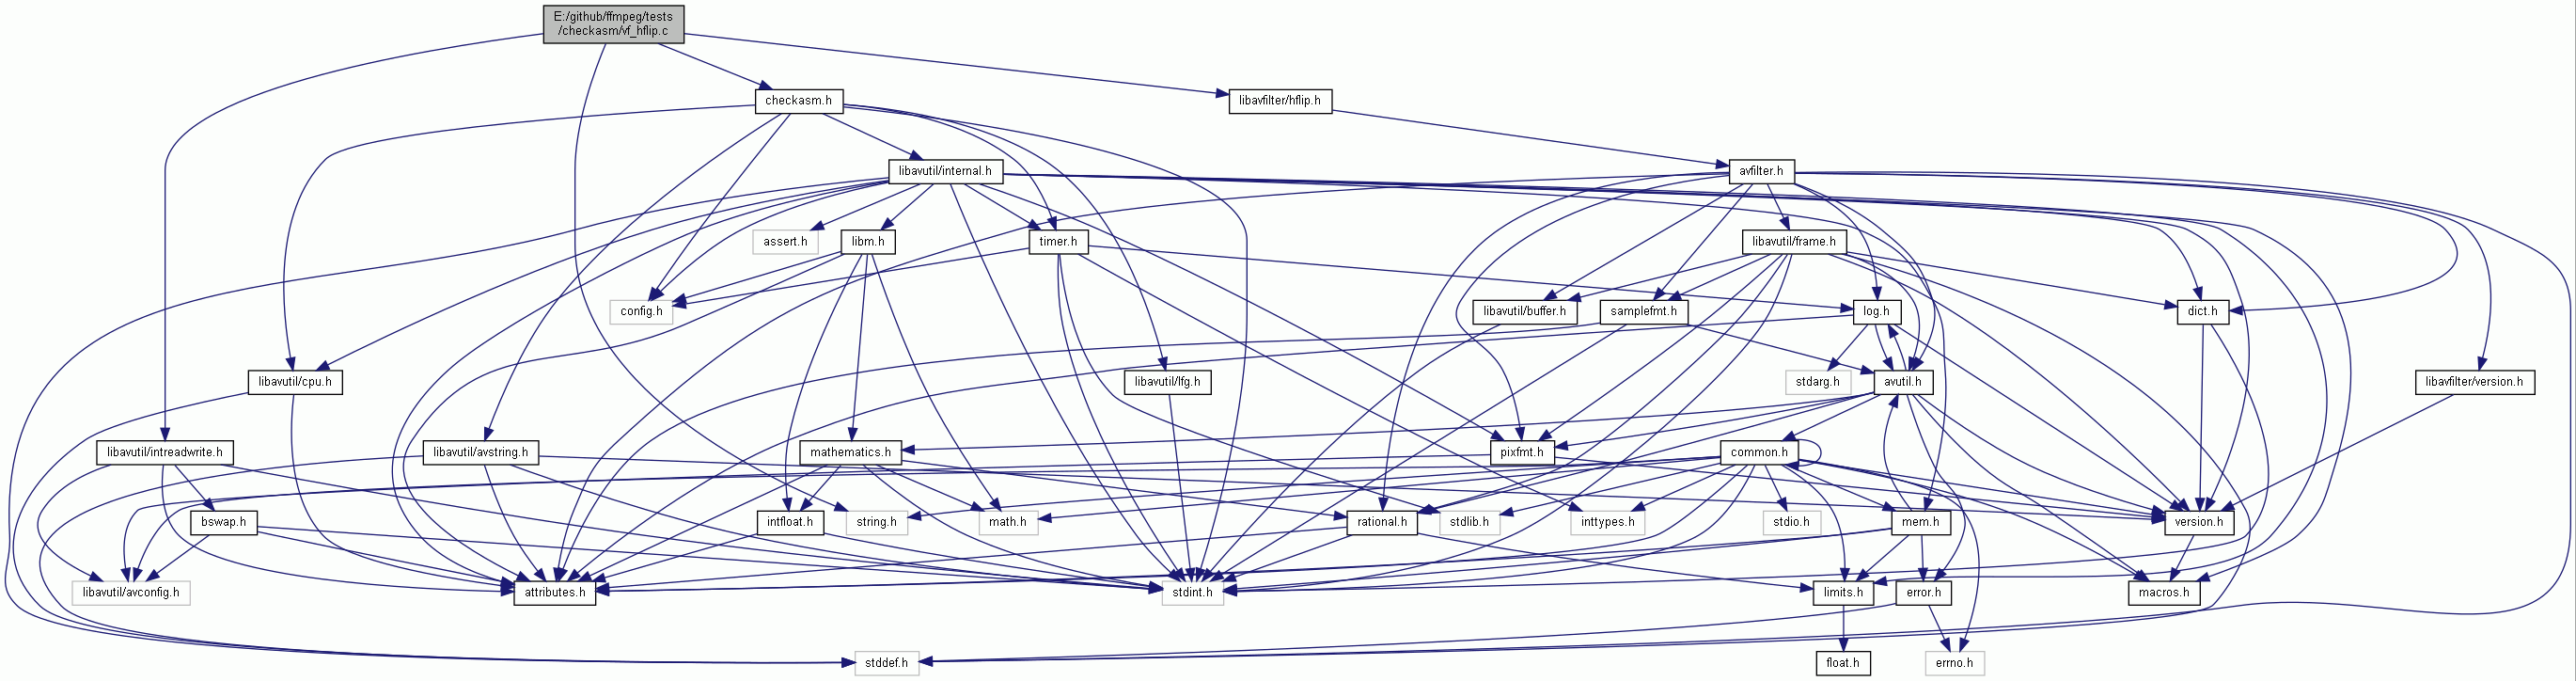 E:/github/ffmpeg/tests
/checkasm/vf_hflip.c
checkasm.h
libavfilter/hflip.h
libavutil/internal.h
avfilter.h
assert.h
libm.h
timer.h
libavutil/frame.h
config.h
libavutil/buffer.h
samplefmt.h
log.h
dict.h
libavutil/cpu.h
libavutil/lfg.h
stdarg.h
avutil.h
libavfilter/version.h
libavutil/intreadwrite.h
libavutil/avstring.h
mathematics.h
pixfmt.h
common.h
bswap.h
intfloat.h
string.h
math.h
rational.h
stdlib.h
inttypes.h
stdio.h
mem.h
version.h
libavutil/avconfig.h
attributes.h
stdint.h
limits.h
error.h
macros.h
stddef.h
float.h
errno.h